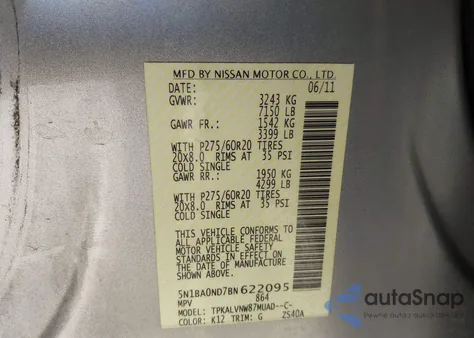 MFD BY NISSAN MOTOR CO., LTD.
DATE: 06/11
GVWR: 3243 KG
7150 LB
GAWR FR.: 1542 KG
3399 LB
WITH P275/60R20 TIRES
20X8.0 RIMS AT 35 PSI
COLD SINGLE
GAWR RR.: 1950 KG
4299 LB
WITH P275/60R20 TIRES
20X8.0 RIMS AT 35 PSI
COLD SINGLE
THIS VEHICLE CONFORMS TO
ALL APPLICABLE FEDERAL
MOTOR VEHICLE SAFETY
STANDARDS IN EFFECT ON
THE DATE OF MANUFACTURE
SHOWN ABOVE.
5N1BA0ND7BN622095
MPV 864
MODEL: TPKALVNW87MUAD--C-
COLOR: K12 TRIM: G ZS40A
autoSnap
Pewne auto z zagranicy